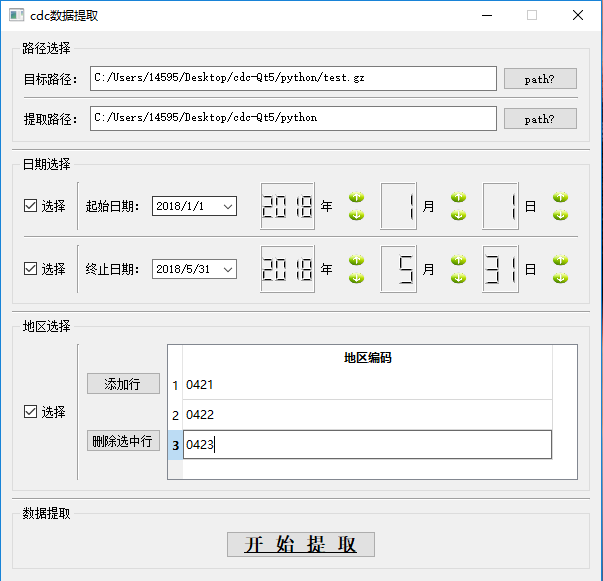 cdc数据提取
路径选择
目标路径： C:/Users/14595/Desktop/cdc-Qt5/python/test.gz path?
提取路径： C:/Users/14595/Desktop/cdc-Qt5/python path?
日期选择
选择 起始日期： 2018/1/1 2018 年 1 月 1 日
选择 终止日期： 2018/5/31 2018 年 5 月 31 日
地区选择
地区编码
添加行 1 0421
选择 2 0422
删除选中行 3 0423
数据提取
开 始 提 取